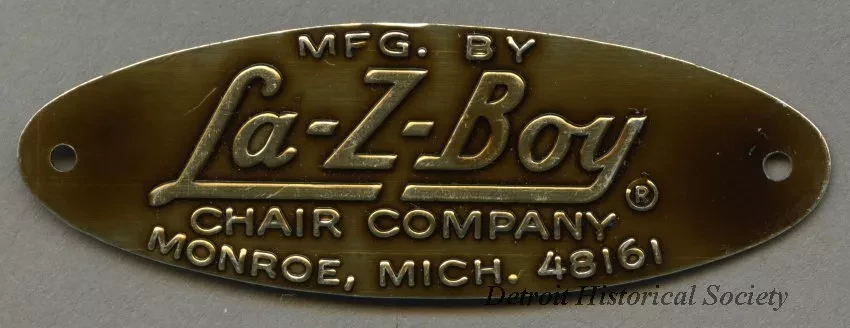 MFG. BY
La-Z-Boy®
CHAIR COMPANY
MONROE, MICH. 48161
Detroit Historical Society